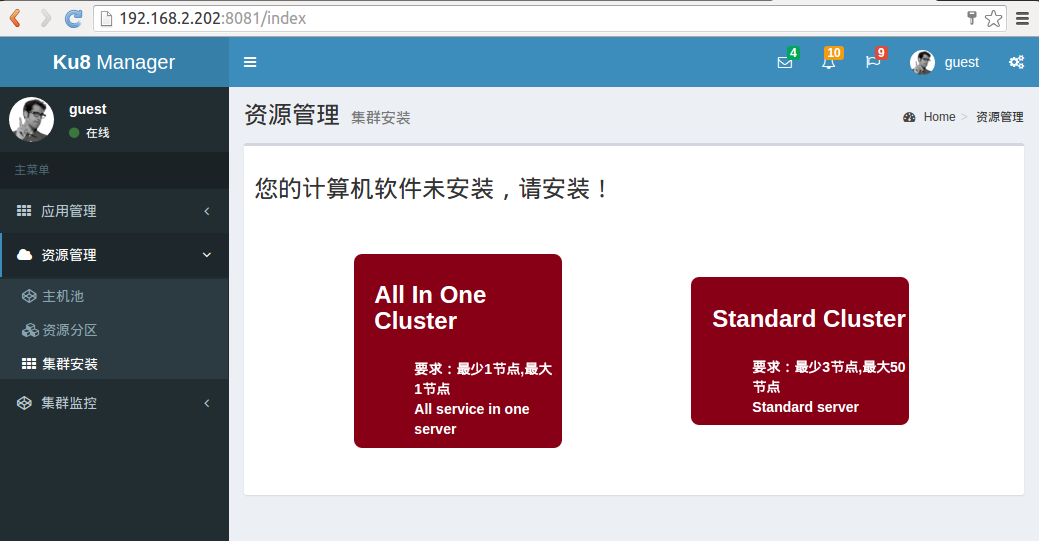 192.168.2.202:8081/index
Ku8 Manager
4
10
9
guest
guest
在线
资源管理 集群安装
Home > 资源管理
主菜单
应用管理
资源管理
主机池
资源分区
集群安装
集群监控
您的计算机软件未安装，请安装！
All In One
Cluster
要求：最少1节点,最大
1节点
All service in one
server
Standard Cluster
要求：最少3节点,最大50
节点
Standard server